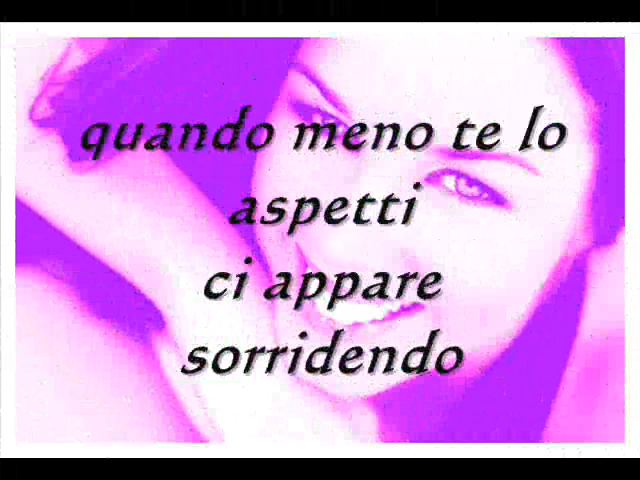 quando meno te lo
aspetti
ci appare
sorridendo